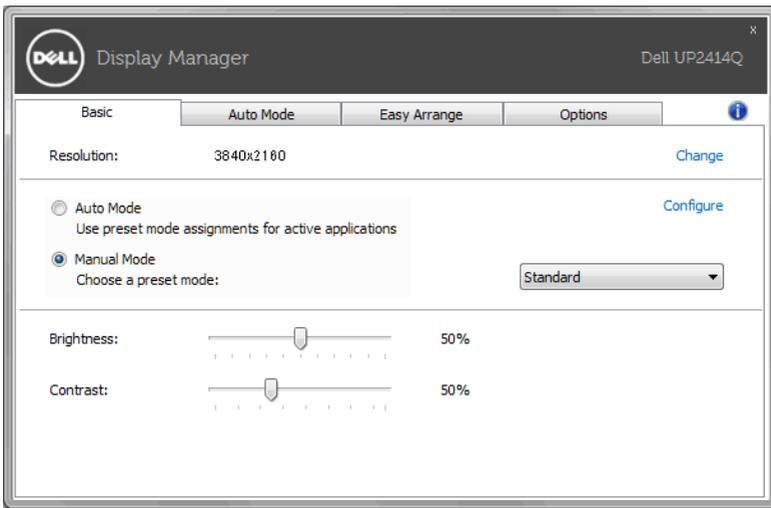 DELL Display Manager Dell UP2414Q x
Basic Auto Mode Easy Arrange Options i
Resolution: 3840x2160 Change
Auto Mode Configure
Use preset mode assignments for active applications
Manual Mode
Choose a preset mode: Standard
Brightness: 50%
Contrast: 50%